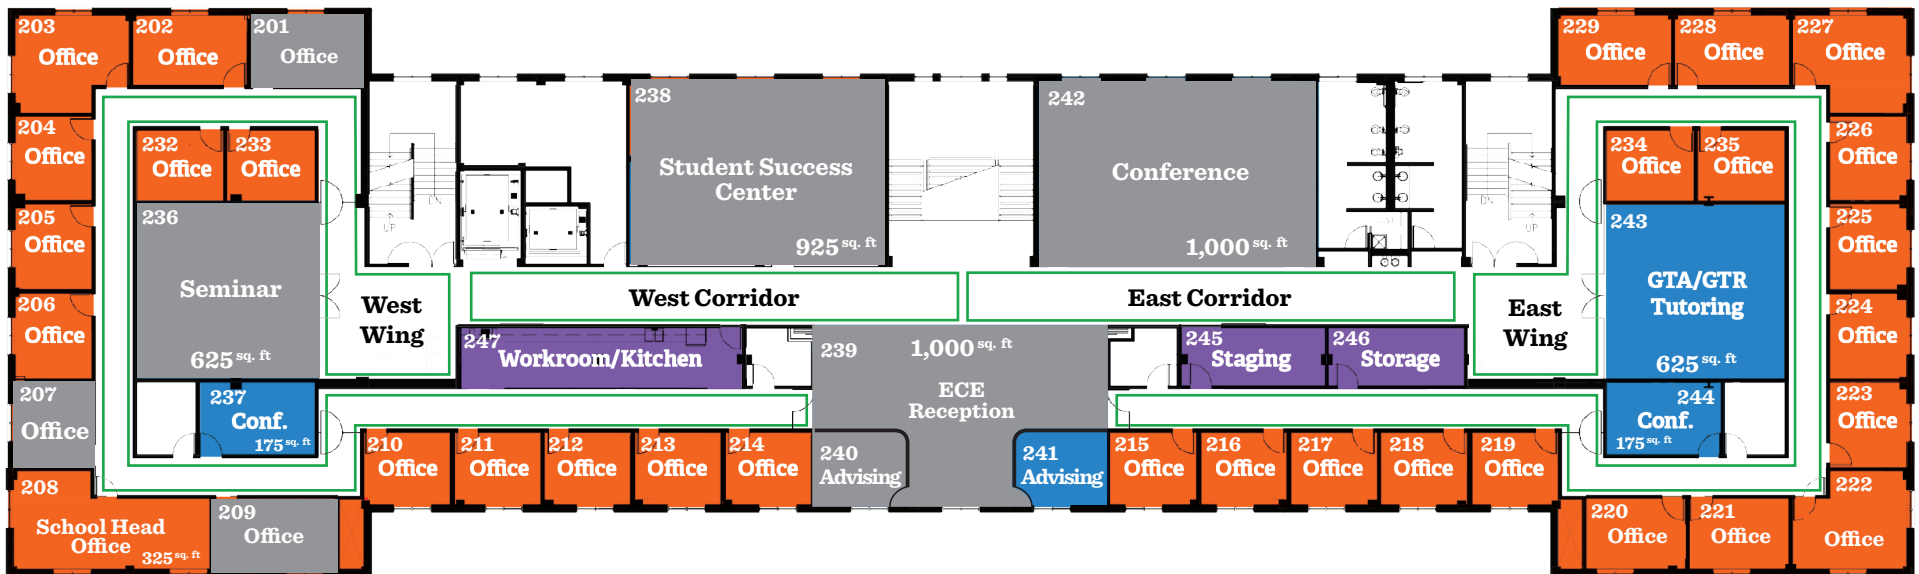 203
Office
202
Office
201
Office
229
Office
228
Office
227
Office
204
Office
232
Office
233
Office
238
Student Success
Center
925 sq. ft
242
Conference
1,000 sq. ft
234
Office
235
Office
226
Office
205
Office
236
Seminar
625 sq. ft
UP
DN
DN
UP
243
GTA/GTR
Tutoring
625 sq. ft
225
Office
206
Office
West
Wing
West Corridor
East Corridor
East
Wing
224
Office
247
Workroom/Kitchen
239
1,000 sq. ft
ECE
Reception
245
Staging
246
Storage
207
Office
237
Conf.
175 sq. ft
244
Conf.
175 sq. ft
223
Office
210
Office
211
Office
212
Office
213
Office
214
Office
240
Advising
241
Advising
215
Office
216
Office
217
Office
218
Office
219
Office
208
School Head
Office
325 sq. ft
209
Office
220
Office
221
Office
222
Office